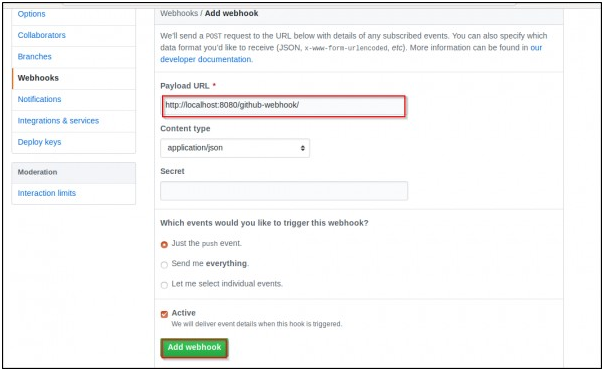 Options
Collaborators
Branches
Webhooks
Notifications
Integrations & services
Deploy keys
Moderation
Interaction limits
Webhooks / Add webhook
We'll send a POST request to the URL below with details of any subscribed events. You can also specify which
data format you'd like to receive (JSON, x-www-form-urlencoded, etc). More information can be found in our
developer documentation.
Payload URL *
http://localhost:8080/github-webhook/
Content type
application/json
Secret
Which events would you like to trigger this webhook?
Just the push event.
Send me everything.
Let me select individual events.
Active
We will deliver event details when this hook is triggered.
Add webhook